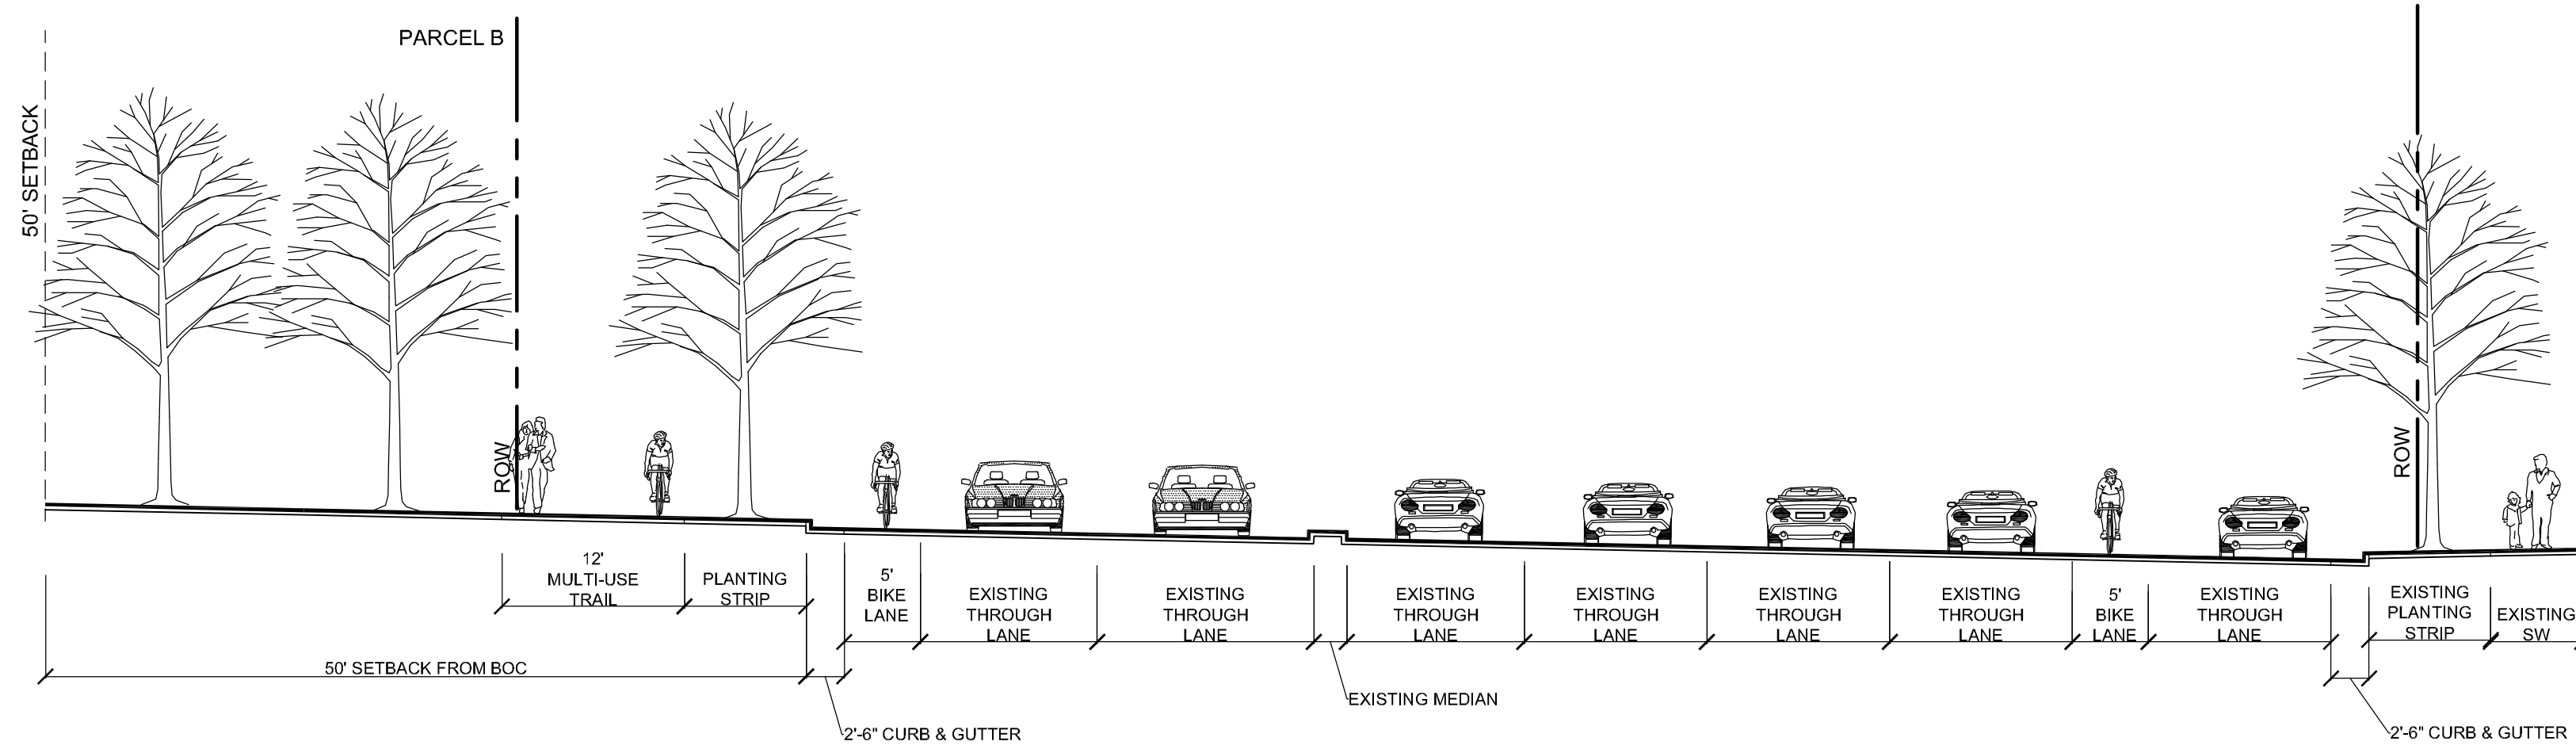 PARCEL B
50' SETBACK
ROW
ROW
12'
MULTI-USE
TRAIL
PLANTING
STRIP
5'
BIKE
LANE
EXISTING
THROUGH
LANE
EXISTING
THROUGH
LANE
EXISTING
THROUGH
LANE
EXISTING
THROUGH
LANE
EXISTING
THROUGH
LANE
EXISTING
THROUGH
LANE
5'
BIKE
LANE
EXISTING
THROUGH
LANE
EXISTING
PLANTING
STRIP
EXISTING
SW
50' SETBACK FROM BOC
EXISTING MEDIAN
2'-6" CURB & GUTTER
2'-6" CURB & GUTTER